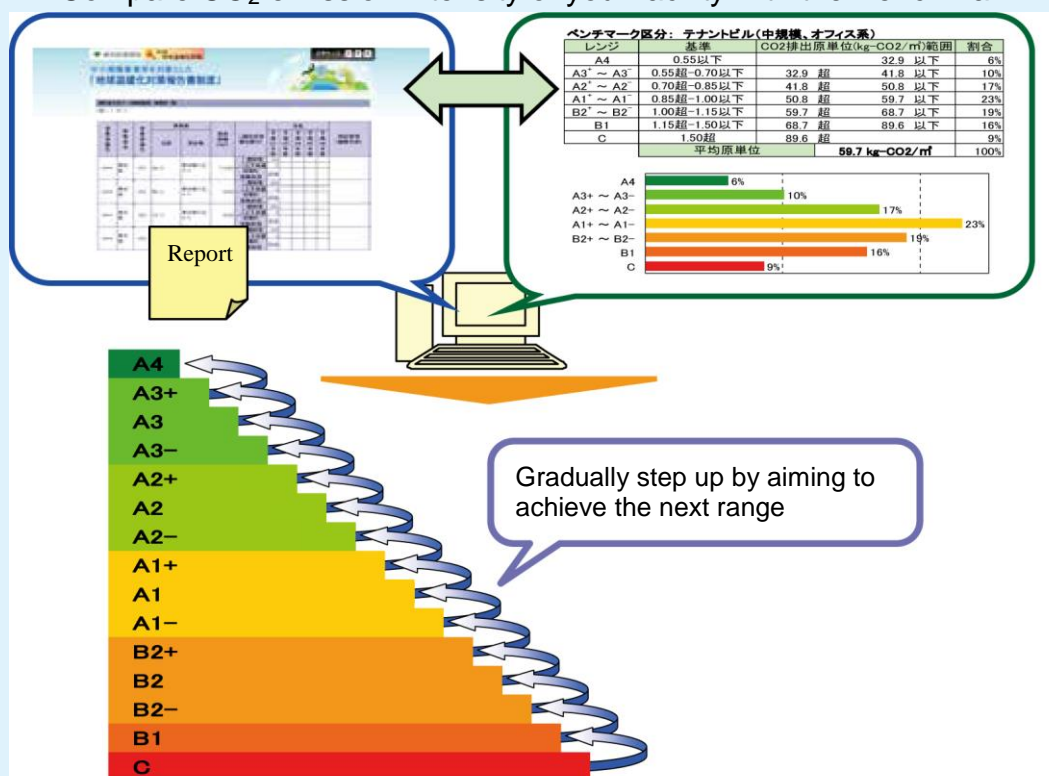 Compare CO2 emission intensity of your facility with the benchmark
「地球温暖化対策報告書制度」
Report
ベンチマーク区分： テナントビル(中規模、オフィス系)
レンジ 基準 CO2排出原単位(kg-CO2/㎡)範囲 割合
A4 0.55以下 32.9 以下 6%
A3+ ～ A3- 0.55超-0.70以下 32.9 超 41.8 以下 10%
A2+ ～ A2- 0.70超-0.85以下 41.8 超 50.8 以下 17%
A1+ ～ A1- 0.85超-1.00以下 50.8 超 59.7 以下 23%
B2+ ～ B2- 1.00超-1.15以下 59.7 超 68.7 以下 19%
B1 1.15超-1.50以下 68.7 超 89.6 以下 16%
C 1.50超 89.6 超 9%
平均原単位 59.7 kg-CO2/㎡ 100%
A4 6%
A3+ ～ A3- 10%
A2+ ～ A2- 17%
A1+ ～ A1- 23%
B2+ ～ B2- 19%
B1 16%
C 9%
A4
A3+
A3
A3-
A2+
A2
A2-
A1+
A1
A1-
B2+
B2
B2-
B1
C
Gradually step up by aiming to
achieve the next range